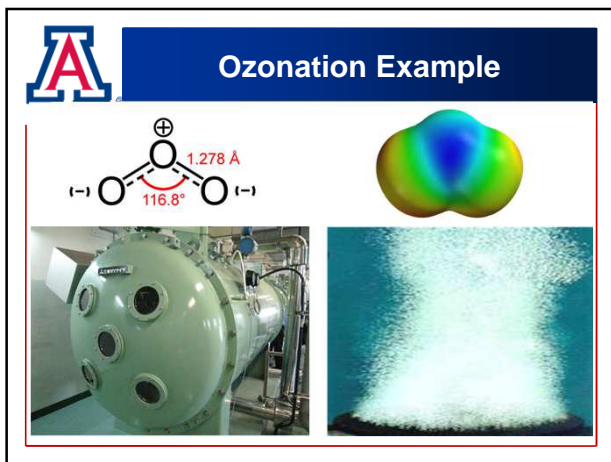 A
Ozonation Example
⊕
O
1.278 Å
(-) O O (-)
116.8°